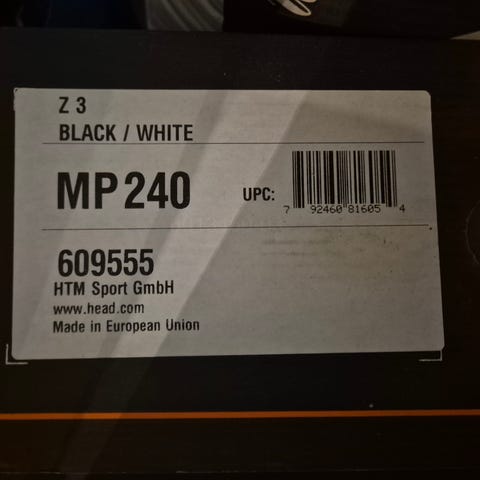 Z 3
BLACK / WHITE
MP 240
UPC:
7 92460 81605 4
609555
HTM Sport GmbH
www.head.com
Made in European Union